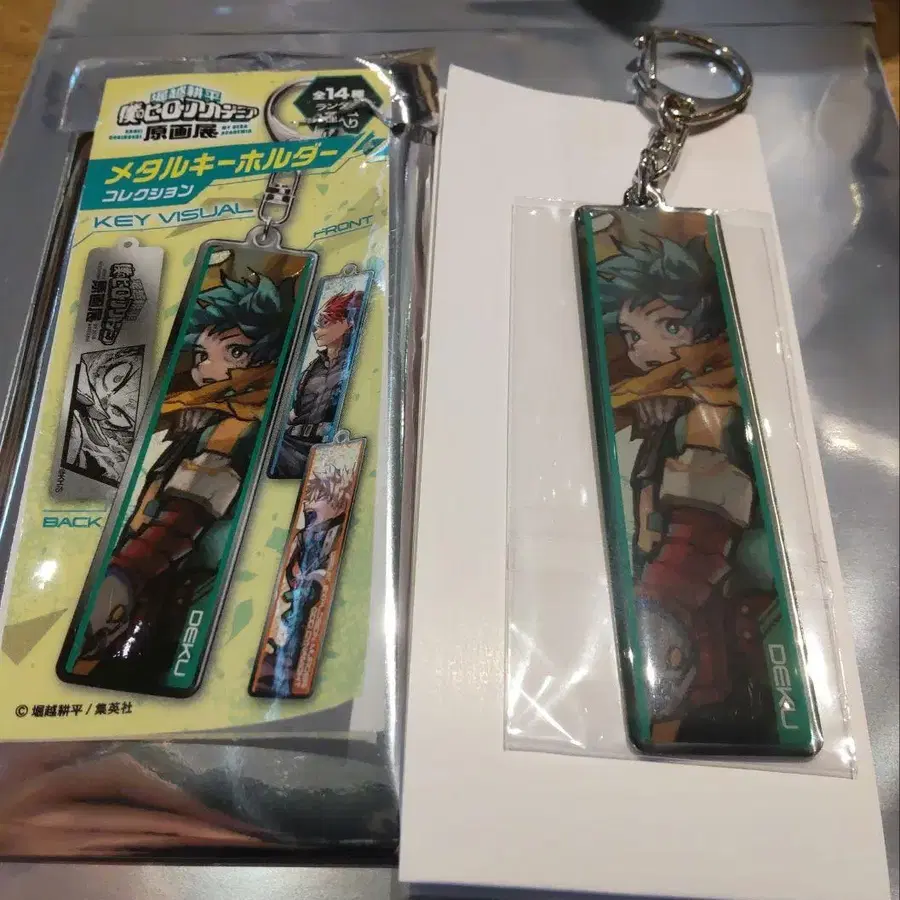 堀越耕平
僕のヒーローアカデミア
原画展
全14種
メタルキーホルダー
コレクション
KEY VISUAL
FRONT
BACK
DEKU
© 堀越耕平/集英社
DEKU